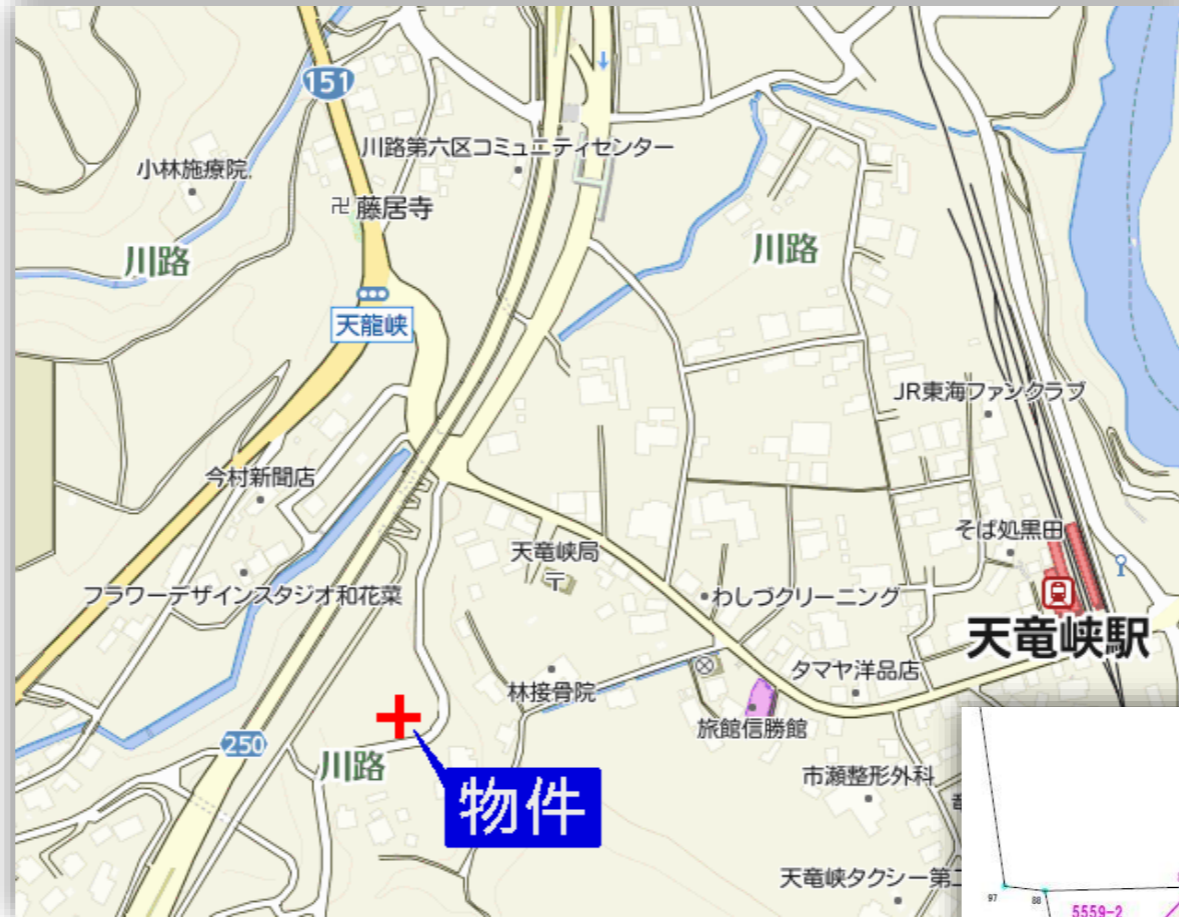 151
川路第六区コミュニティセンター
小林施療院
卍 藤居寺
川路
川路
天龍峡
JR東海ファンクラブ
今村新聞店
そば処黒田
天竜峡局
〒
フラワーデザインスタジオ和花菜
わしづクリーニング
天竜峡駅
タマヤ洋品店
林接骨院
旅館信勝館
250
川路
市瀬整形外科
物件
天竜峡タクシー第二
97
88
5559-2